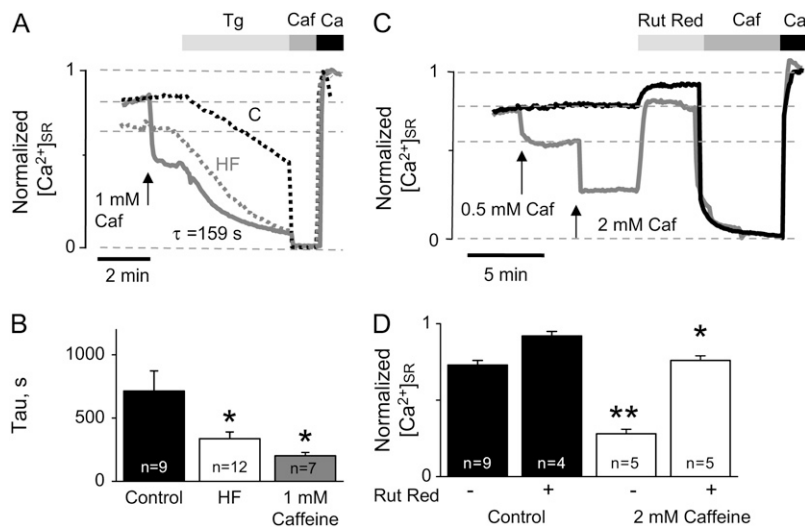 A
Tg
Caf
Ca
Normalized
[Ca²⁺]SR
1
0
C
HF
1 mM
Caf
τ =159 s
2 min
C
Rut Red
Caf
Ca
Normalized
[Ca²⁺]SR
1
0
0.5 mM Caf
2 mM Caf
5 min
B
Tau, s
1000
500
0
*
*
n=9
n=12
n=7
Control
HF
1 mM
Caffeine
D
Normalized
[Ca²⁺]SR
1
0
**
*
n=9
n=4
n=5
n=5
Rut Red
-
+
-
+
Control
2 mM Caffeine